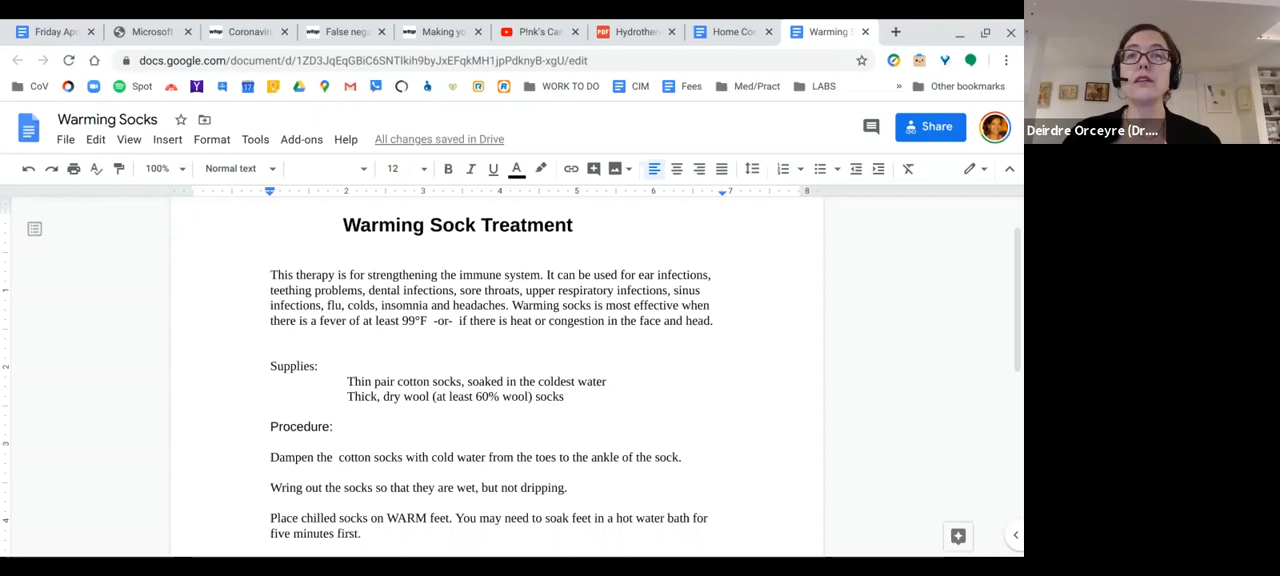 Friday Apr
Microsoft
Coronavir
False neg
Making yo
P!nk's Car
Hydrother
Home Co
Warming S
docs.google.com/document/d/1ZD3JqEqGBiC6SNTIkih9by_OEFqkMH1jpPdknyB-xgU/edit
CoV
Spot
WORK TO DO
CIM
Fees
Med/Pract
LABS
»
Other bookmarks
Warming Socks
File Edit View Insert Format Tools Add-ons Help All changes saved in Drive
Share
100% Normal text 12 B I U A
2 3 4 5 6 7 8
Warming Sock Treatment
This therapy is for strengthening the immune system. It can be used for ear infections,
teething problems, dental infections, sore throats, upper respiratory infections, sinus
infections, flu, colds, insomnia and headaches. Warming socks is most effective when
there is a fever of at least 99°F -or- if there is heat or congestion in the face and head.
Supplies:
Thin pair cotton socks, soaked in the coldest water
Thick, dry wool (at least 60% wool) socks
Procedure:
Dampen the cotton socks with cold water from the toes to the ankle of the sock.
Wring out the socks so that they are wet, but not dripping.
Place chilled socks on WARM feet. You may need to soak feet in a hot water bath for
five minutes first.
Deirdre Orceyre (Dr....